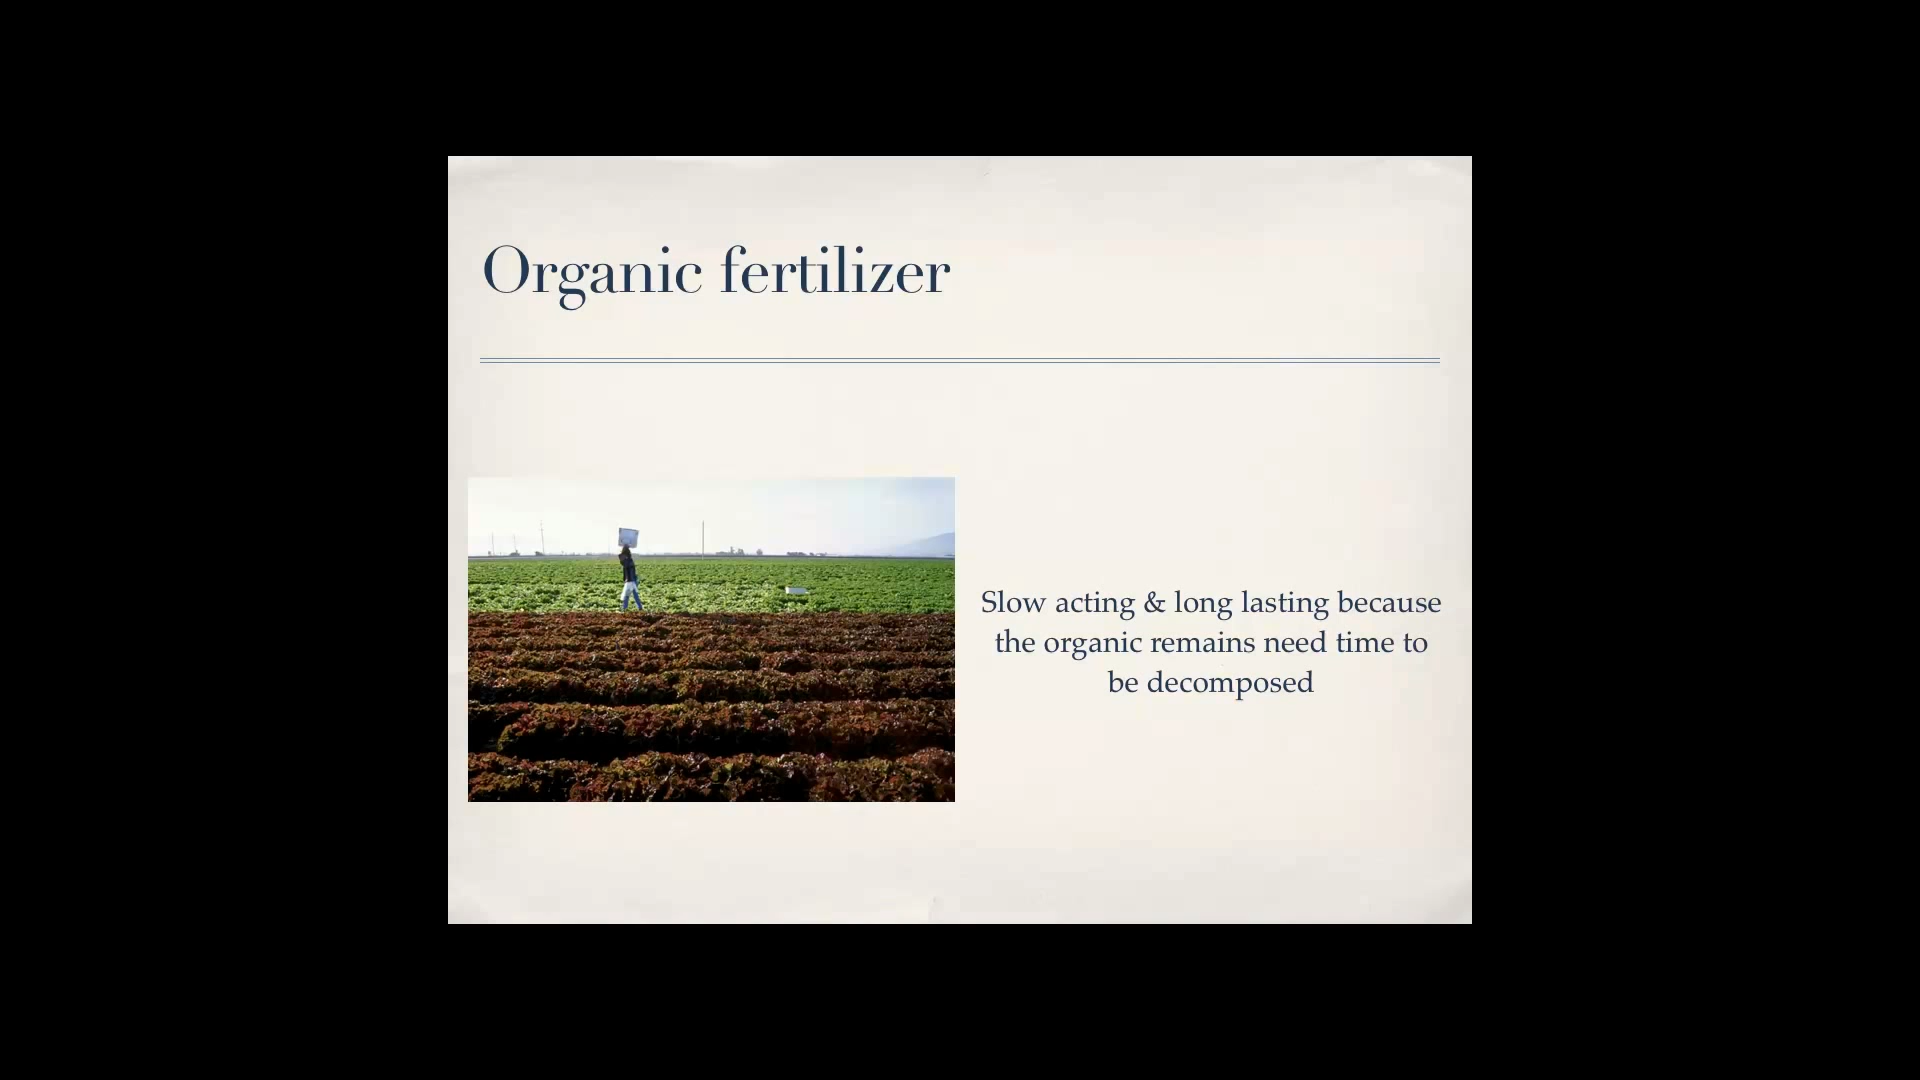 Organic fertilizer
Slow acting & long lasting because
the organic remains need time to
be decomposed